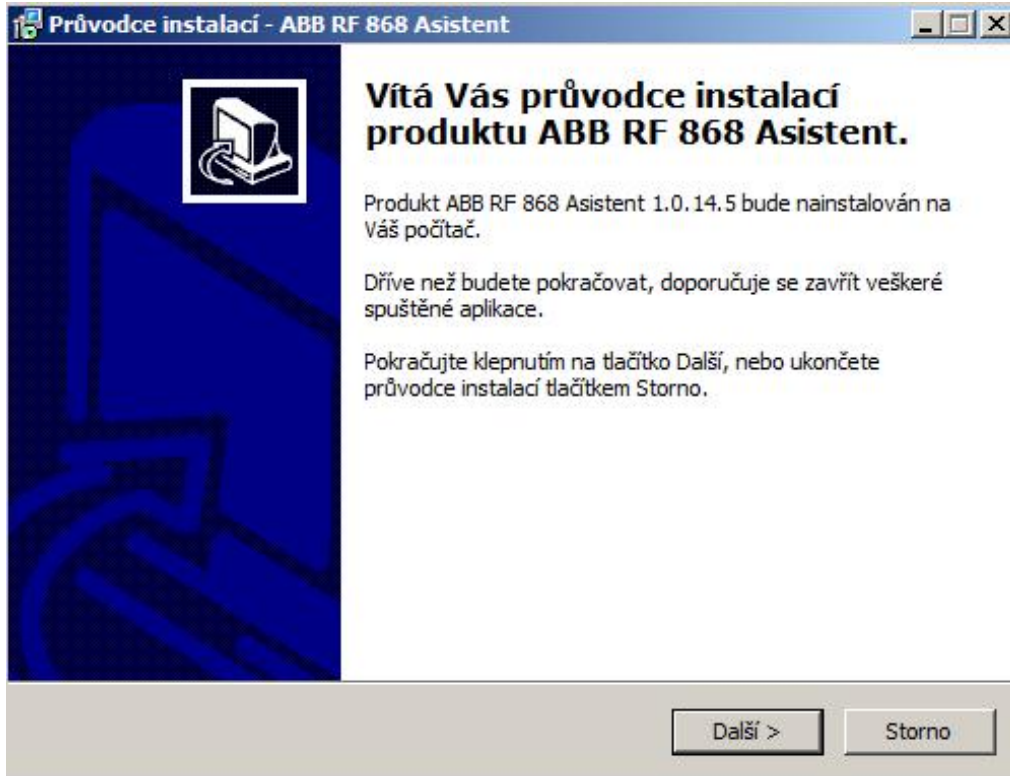 Průvodce instalací - ABB RF 868 Asistent
Vítá Vás průvodce instalací
produktu ABB RF 868 Asistent.
Produkt ABB RF 868 Asistent 1.0.14.5 bude nainstalován na
Váš počítač.
Dříve než budete pokračovat, doporučuje se zavřít veškeré
spuštěné aplikace.
Pokračujte klepnutím na tlačítko Další, nebo ukončete
průvodce instalací tlačítkem Storno.
Další >
Storno